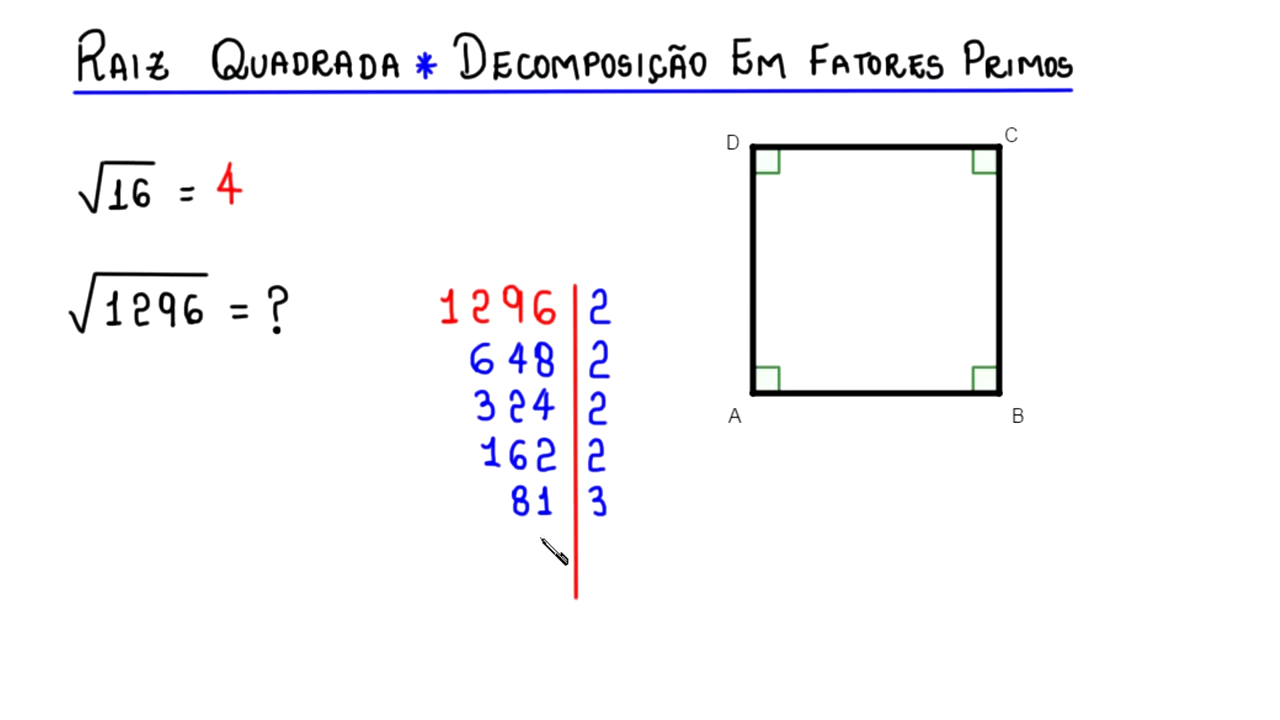 RAIZ QUADRADA * DECOMPOSIÇÃO EM FATORES PRIMOS
√16 = 4
√1296 = ?
1296 | 2
648 | 2
324 | 2
162 | 2
81 | 3
D
C
A
B